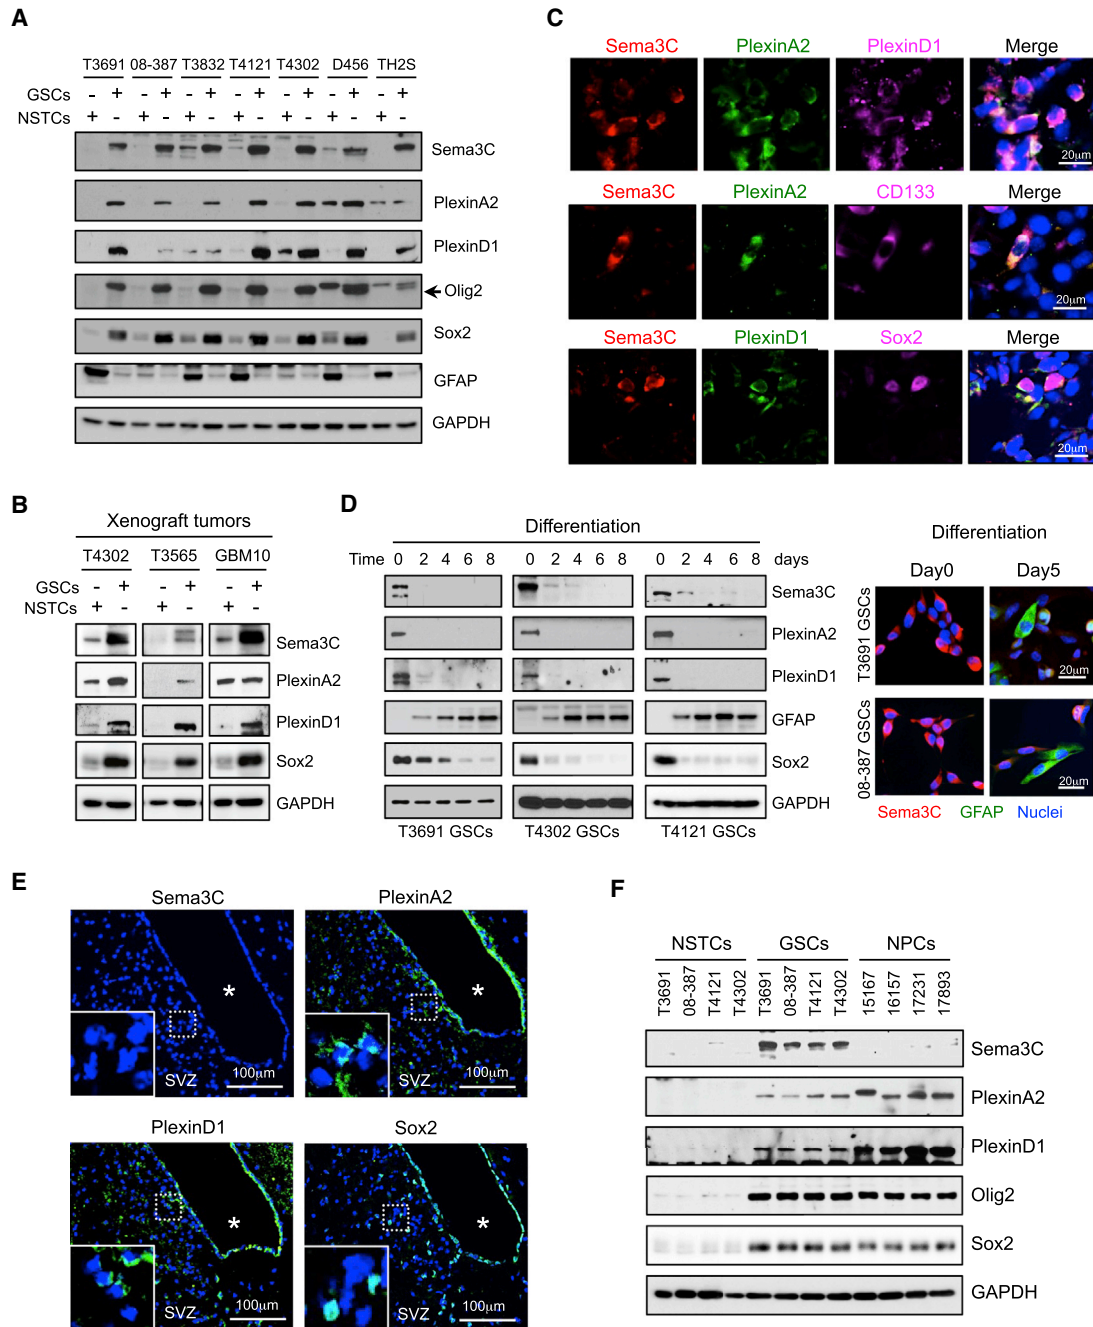 A
T3691 08-387 T3832 T4121 T4302 D456 TH2S
GSCs - + - + - + - + - + - + - +
NSTCs + - + - + - + - + - + - + -
Sema3C
PlexinA2
PlexinD1
Olig2
Sox2
GFAP
GAPDH
B
Xenograft tumors
T4302 T3565 GBM10
GSCs - + - + - +
NSTCs + - + - + -
Sema3C
PlexinA2
PlexinD1
Sox2
GAPDH
C
Sema3C PlexinA2 PlexinD1 Merge
20μm
Sema3C PlexinA2 CD133 Merge
20μm
Sema3C PlexinD1 Sox2 Merge
20μm
D
Differentiation
Time 0 2 4 6 8 0 2 4 6 8 0 2 4 6 8 days
Sema3C
PlexinA2
PlexinD1
GFAP
Sox2
GAPDH
T3691 GSCs T4302 GSCs T4121 GSCs
Differentiation
Day0 Day5
T3691 GSCs
20μm
08-387 GSCs
20μm
Sema3C GFAP Nuclei
E
Sema3C PlexinA2
* *
SVZ 100μm SVZ 100μm
PlexinD1 Sox2
* *
SVZ 100μm SVZ 100μm
F
NSTCs GSCs NPCs
T3691 08-387 T4121 T4302 T3691 08-387 T4121 T4302 15167 16157 17231 17893
Sema3C
PlexinA2
PlexinD1
Olig2
Sox2
GAPDH